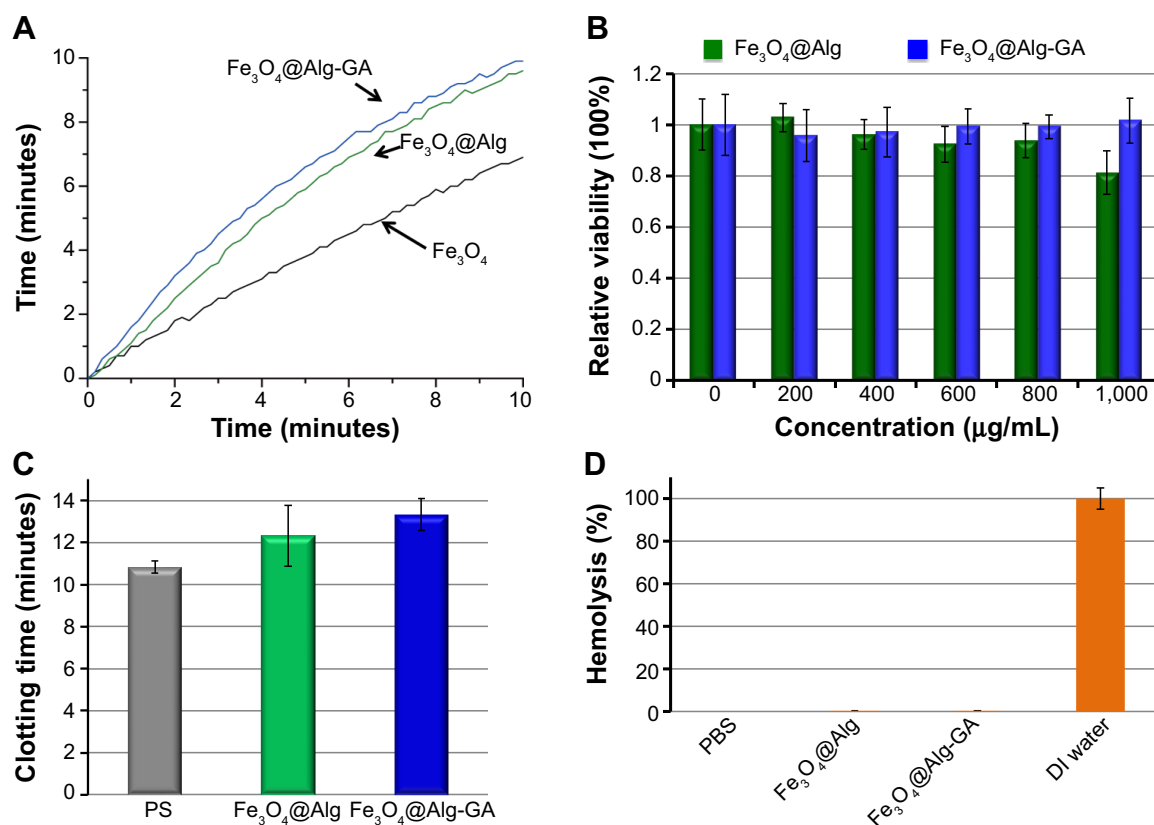 A
Time (minutes)
10
8
6
4
2
0
Fe₃O₄@Alg-GA
Fe₃O₄@Alg
Fe₃O₄
0 2 4 6 8 10
Time (minutes)
B
Fe₃O₄@Alg Fe₃O₄@Alg-GA
Relative viability (100%)
1.2
1
0.8
0.6
0.4
0.2
0
0 200 400 600 800 1,000
Concentration (µg/mL)
C
Clotting time (minutes)
14
12
10
8
6
4
2
0
PS Fe₃O₄@Alg Fe₃O₄@Alg-GA
D
Hemolysis (%)
100
80
60
40
20
0
PBS
Fe₃O₄@Alg
Fe₃O₄@Alg-GA
DI water